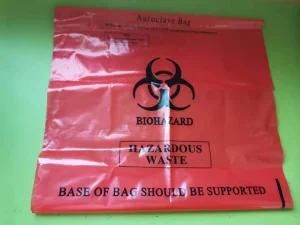 Autoclave Bag
BIOHAZARD
HAZARDOUS
WASTE
BASE OF BAG SHOULD BE SUPPORTED